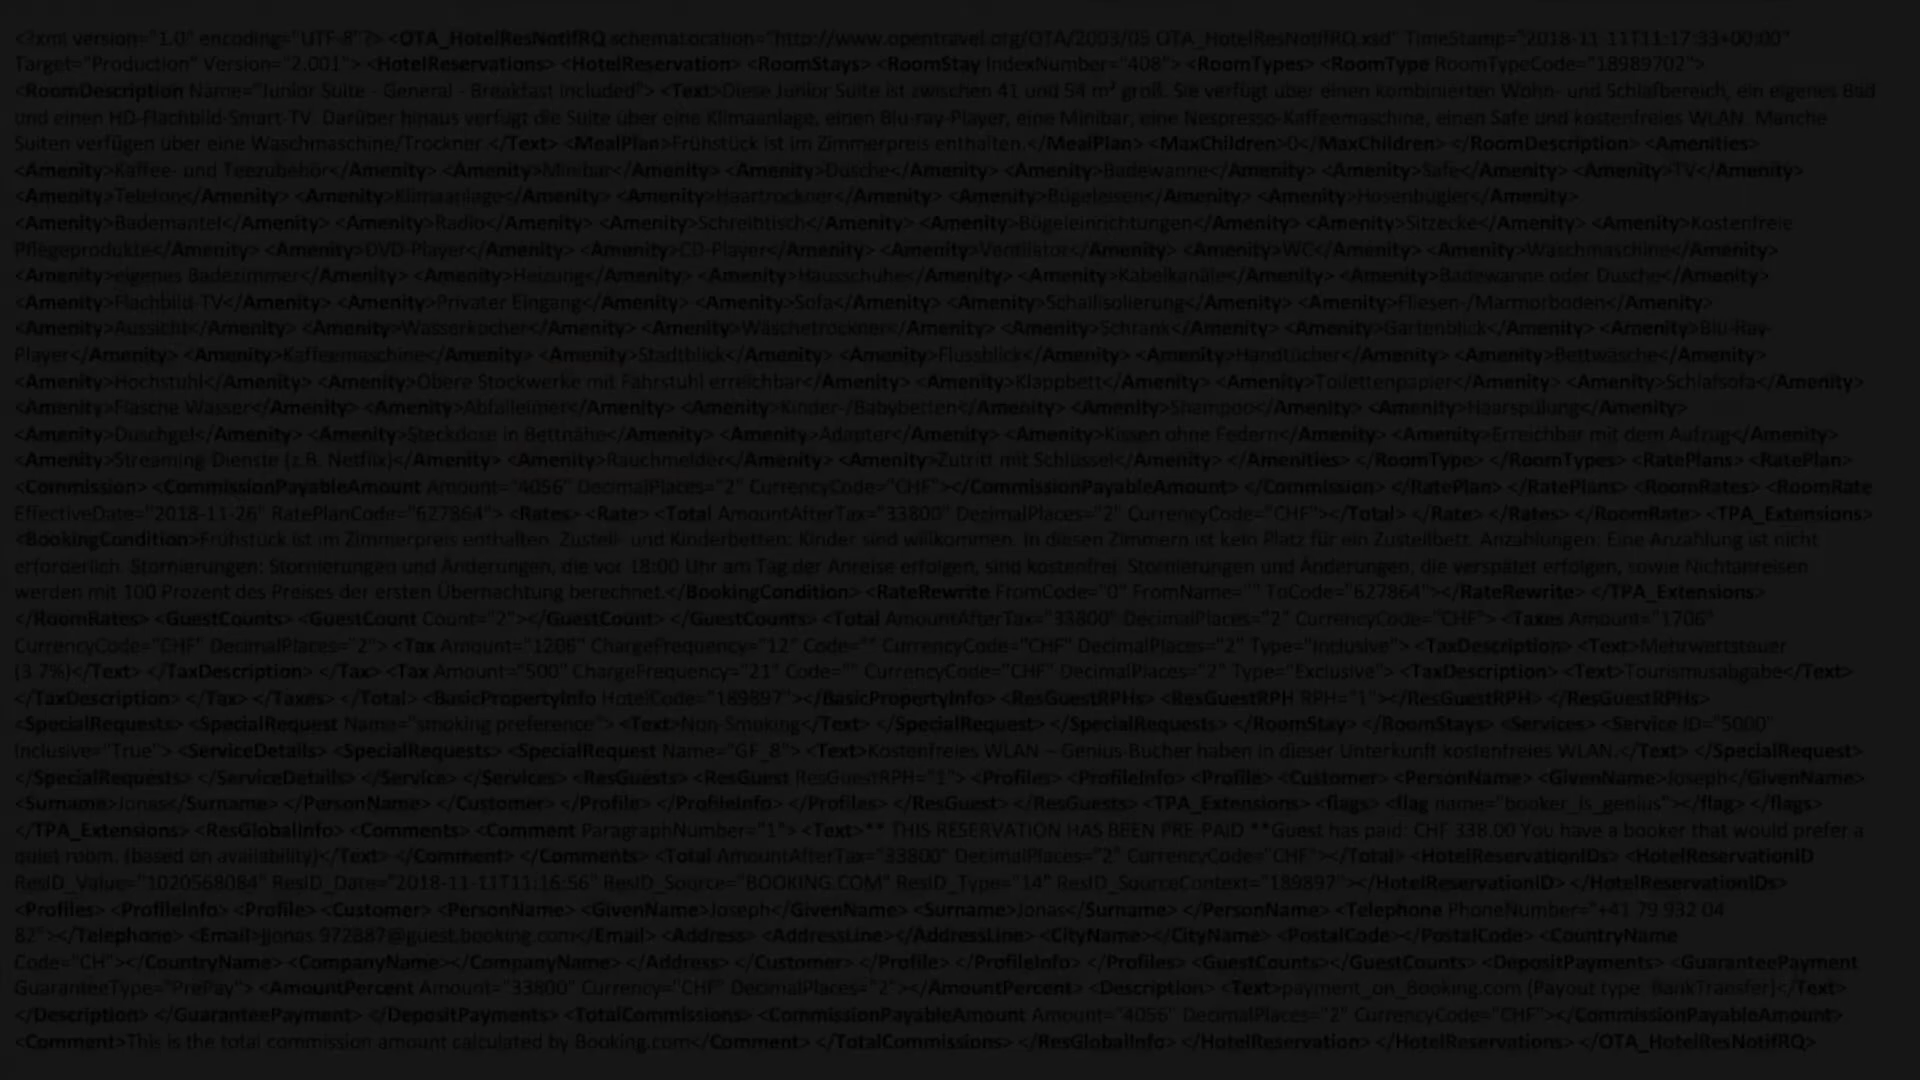 <?xml version="1.0" encoding="UTF-8"?> <OTA_HotelResNotifRQ schemaLocation="http://www.opentravel.org/OTA/2003/05 OTA_HotelResNotifRQ.xsd" TimeStamp="2018-11-11T11:17:33+00:00"
Target="Production" Version="2.001"> <HotelReservations> <HotelReservation> <RoomStays> <RoomStay IndexNumber="408"> <RoomTypes> <RoomType RoomTypeCode="18989702">
<RoomDescription Name="Junior Suite - General - Breakfast included"> <Text>Diese Junior Suite ist zwischen 41 und 54 m² groß. Sie verfügt über einen kombinierten Wohn- und Schlafbereich, ein eigenes Bad
und einen HD-Flachbild-Smart-TV. Darüber hinaus verfügt die Suite über eine Klimaanlage, einen Blu-ray-Player, eine Minibar, eine Nespresso-Kaffeemaschine, einen Safe und kostenfreies WLAN. Manche
Suiten verfügen über eine Waschmaschine/Trockner.</Text> <MealPlan>Frühstück ist im Zimmerpreis enthalten.</MealPlan> <MaxChildren>0</MaxChildren> </RoomDescription> <Amenities>
<Amenity>Kaffee- und Teezubehör</Amenity> <Amenity>Minibar</Amenity> <Amenity>Dusche</Amenity> <Amenity>Badewanne</Amenity> <Amenity>Safe</Amenity> <Amenity>TV</Amenity>
<Amenity>Telefon</Amenity> <Amenity>Klimaanlage</Amenity> <Amenity>Haartrockner</Amenity> <Amenity>Bügeleisen</Amenity> <Amenity>Hosenbügler</Amenity>
<Amenity>Bademantel</Amenity> <Amenity>Radio</Amenity> <Amenity>Schreibtisch</Amenity> <Amenity>Bügeleinrichtungen</Amenity> <Amenity>Sitzecke</Amenity> <Amenity>Kostenfreie
Pflegeprodukte</Amenity> <Amenity>DVD-Player</Amenity> <Amenity>CD-Player</Amenity> <Amenity>Ventilator</Amenity> <Amenity>WC</Amenity> <Amenity>Waschmaschine</Amenity>
<Amenity>eigenes Badezimmer</Amenity> <Amenity>Heizung</Amenity> <Amenity>Hausschuhe</Amenity> <Amenity>Kabelkanäle</Amenity> <Amenity>Badewanne oder Dusche</Amenity>
<Amenity>Flachbild-TV</Amenity> <Amenity>Privater Eingang</Amenity> <Amenity>Sofa</Amenity> <Amenity>Schallisolierung</Amenity> <Amenity>Fliesen-/Marmorboden</Amenity>
<Amenity>Aussicht</Amenity> <Amenity>Wasserkocher</Amenity> <Amenity>Wäschetrockner</Amenity> <Amenity>Schrank</Amenity> <Amenity>Gartenblick</Amenity> <Amenity>Blu-Ray-
Player</Amenity> <Amenity>Kaffeemaschine</Amenity> <Amenity>Stadtblick</Amenity> <Amenity>Flussblick</Amenity> <Amenity>Handtücher</Amenity> <Amenity>Bettwäsche</Amenity>
<Amenity>Hochstuhl</Amenity> <Amenity>Obere Stockwerke mit Fahrstuhl erreichbar</Amenity> <Amenity>Klappbett</Amenity> <Amenity>Toilettenpapier</Amenity> <Amenity>Schlafsofa</Amenity>
<Amenity>Flasche Wasser</Amenity> <Amenity>Abfalleimer</Amenity> <Amenity>Kinder-/Babybetten</Amenity> <Amenity>Shampoo</Amenity> <Amenity>Haarspülung</Amenity>
<Amenity>Duschgel</Amenity> <Amenity>Steckdose in Bettnähe</Amenity> <Amenity>Adapter</Amenity> <Amenity>Kissen ohne Federn</Amenity> <Amenity>Erreichbar mit dem Aufzug</Amenity>
<Amenity>Streaming-Dienste (z.B. Netflix)</Amenity> <Amenity>Rauchmelder</Amenity> <Amenity>Zutritt mit Schlüssel</Amenity> </Amenities> </RoomType> </RoomTypes> <RatePlans> <RatePlan>
<Commission> <CommissionPayableAmount Amount="4056" DecimalPlaces="2" CurrencyCode="CHF"></CommissionPayableAmount> </Commission> </RatePlan> </RatePlans> <RoomRates> <RoomRate
EffectiveDate="2018-11-26" RatePlanCode="627864"> <Rates> <Rate> <Total AmountAfterTax="33800" DecimalPlaces="2" CurrencyCode="CHF"></Total> </Rate> </Rates> </RoomRate> <TPA_Extensions>
<BookingCondition>Frühstück ist im Zimmerpreis enthalten. Zustell- und Kinderbetten: Kinder sind willkommen. In diesen Zimmern ist kein Platz für ein Zustellbett. Anzahlungen: Eine Anzahlung ist nicht
erforderlich. Stornierungen: Stornierungen und Änderungen, die vor 18:00 Uhr am Tag der Anreise erfolgen, sind kostenfrei. Stornierungen und Änderungen, die verspätet erfolgen, sowie Nichtanreisen
werden mit 100 Prozent des Preises der ersten Übernachtung berechnet.</BookingCondition> <RateRewrite FromCode="0" FromName="" ToCode="627864"></RateRewrite> </TPA_Extensions>
</RoomRates> <GuestCounts> <GuestCount Count="2"></GuestCount> </GuestCounts> <Total AmountAfterTax="33800" DecimalPlaces="2" CurrencyCode="CHF"> <Taxes Amount="1706"
CurrencyCode="CHF" DecimalPlaces="2"> <Tax Amount="1206" ChargeFrequency="12" Code="" CurrencyCode="CHF" DecimalPlaces="2" Type="Inclusive"> <TaxDescription> <Text>Mehrwertsteuer
(3.7%)</Text> </TaxDescription> </Tax> <Tax Amount="500" ChargeFrequency="21" Code="" CurrencyCode="CHF" DecimalPlaces="2" Type="Exclusive"> <TaxDescription> <Text>Tourismusabgabe</Text>
</TaxDescription> </Tax> </Taxes> </Total> <BasicPropertyInfo HotelCode="189897"></BasicPropertyInfo> <ResGuestRPHs> <ResGuestRPH RPH="1"></ResGuestRPH> </ResGuestRPHs>
<SpecialRequests> <SpecialRequest Name="smoking preference"> <Text>Non-Smoking</Text> </SpecialRequest> </SpecialRequests> </RoomStay> </RoomStays> <Services> <Service ID="5000"
Inclusive="True"> <ServiceDetails> <SpecialRequests> <SpecialRequest Name="GF_8"> <Text>Kostenfreies WLAN – Genius-Bucher haben in dieser Unterkunft kostenfreies WLAN.</Text> </SpecialRequest>
</SpecialRequests> </ServiceDetails> </Service> </Services> <ResGuests> <ResGuest ResGuestRPH="1"> <Profiles> <ProfileInfo> <Profile> <Customer> <PersonName> <GivenName>Joseph</GivenName>
<Surname>Jonas</Surname> </PersonName> </Customer> </Profile> </ProfileInfo> </Profiles> </ResGuest> </ResGuests> <TPA_Extensions> <flags> <flag name="booker_is_genius"></flag> </flags>
</TPA_Extensions> <ResGlobalInfo> <Comments> <Comment ParagraphNumber="1"> <Text>** THIS RESERVATION HAS BEEN PRE-PAID **Guest has paid: CHF 338.00 You have a booker that would prefer a
quiet room. (based on availability)</Text> </Comment> </Comments> <Total AmountAfterTax="33800" DecimalPlaces="2" CurrencyCode="CHF"></Total> <HotelReservationIDs> <HotelReservationID
ResID_Value="1020568084" ResID_Date="2018-11-11T11:16:56" ResID_Source="BOOKING.COM" ResID_Type="14" ResID_SourceContext="189897"></HotelReservationID> </HotelReservationIDs>
<Profiles> <ProfileInfo> <Profile> <Customer> <PersonName> <GivenName>Joseph</GivenName> <Surname>Jonas</Surname> </PersonName> <Telephone PhoneNumber="+41 79 932 04
82"></Telephone> <Email>jjonas.972887@guest.booking.com</Email> <Address> <AddressLine></AddressLine> <CityName></CityName> <PostalCode></PostalCode> <CountryName
Code="CH"></CountryName> <CompanyName></CompanyName> </Address> </Customer> </Profile> </ProfileInfo> </Profiles> <GuestCounts></GuestCounts> <DepositPayments> <GuaranteePayment
GuaranteeType="PrePay"> <AmountPercent Amount="33800" Currency="CHF" DecimalPlaces="2"></AmountPercent> <Description> <Text>payment_on_Booking.com (Payout type: BankTransfer)</Text>
</Description> </GuaranteePayment> </DepositPayments> <TotalCommissions> <CommissionPayableAmount Amount="4056" DecimalPlaces="2" CurrencyCode="CHF"></CommissionPayableAmount>
<Comment>This is the total commission amount calculated by Booking.com</Comment> </TotalCommissions> </ResGlobalInfo> </HotelReservation> </HotelReservations> </OTA_HotelResNotifRQ>